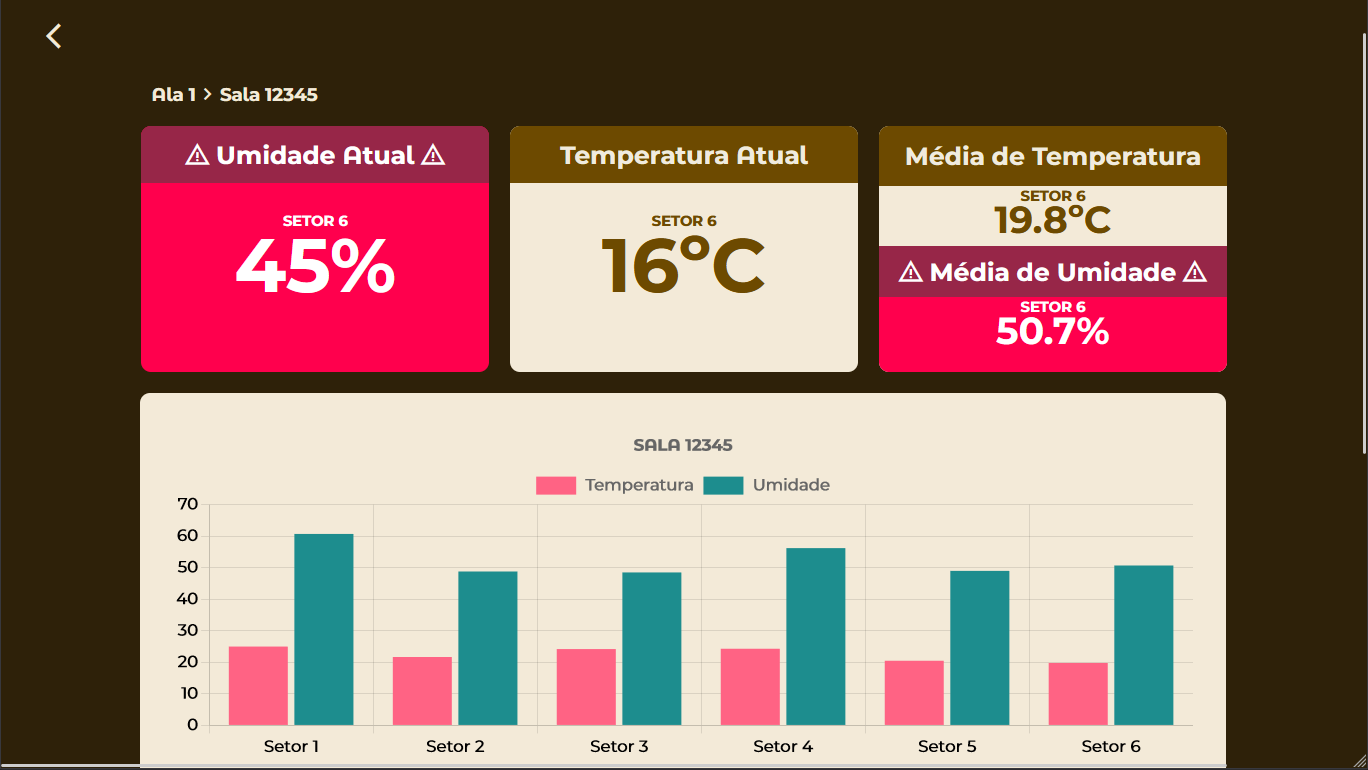 Ala 1 > Sala 12345
⚠ Umidade Atual ⚠
SETOR 6
45%
Temperatura Atual
SETOR 6
16ºC
Média de Temperatura
SETOR 6
19.8ºC
⚠ Média de Umidade ⚠
SETOR 6
50.7%
SALA 12345
Temperatura Umidade
70
60
50
40
30
20
10
0
Setor 1 Setor 2 Setor 3 Setor 4 Setor 5 Setor 6